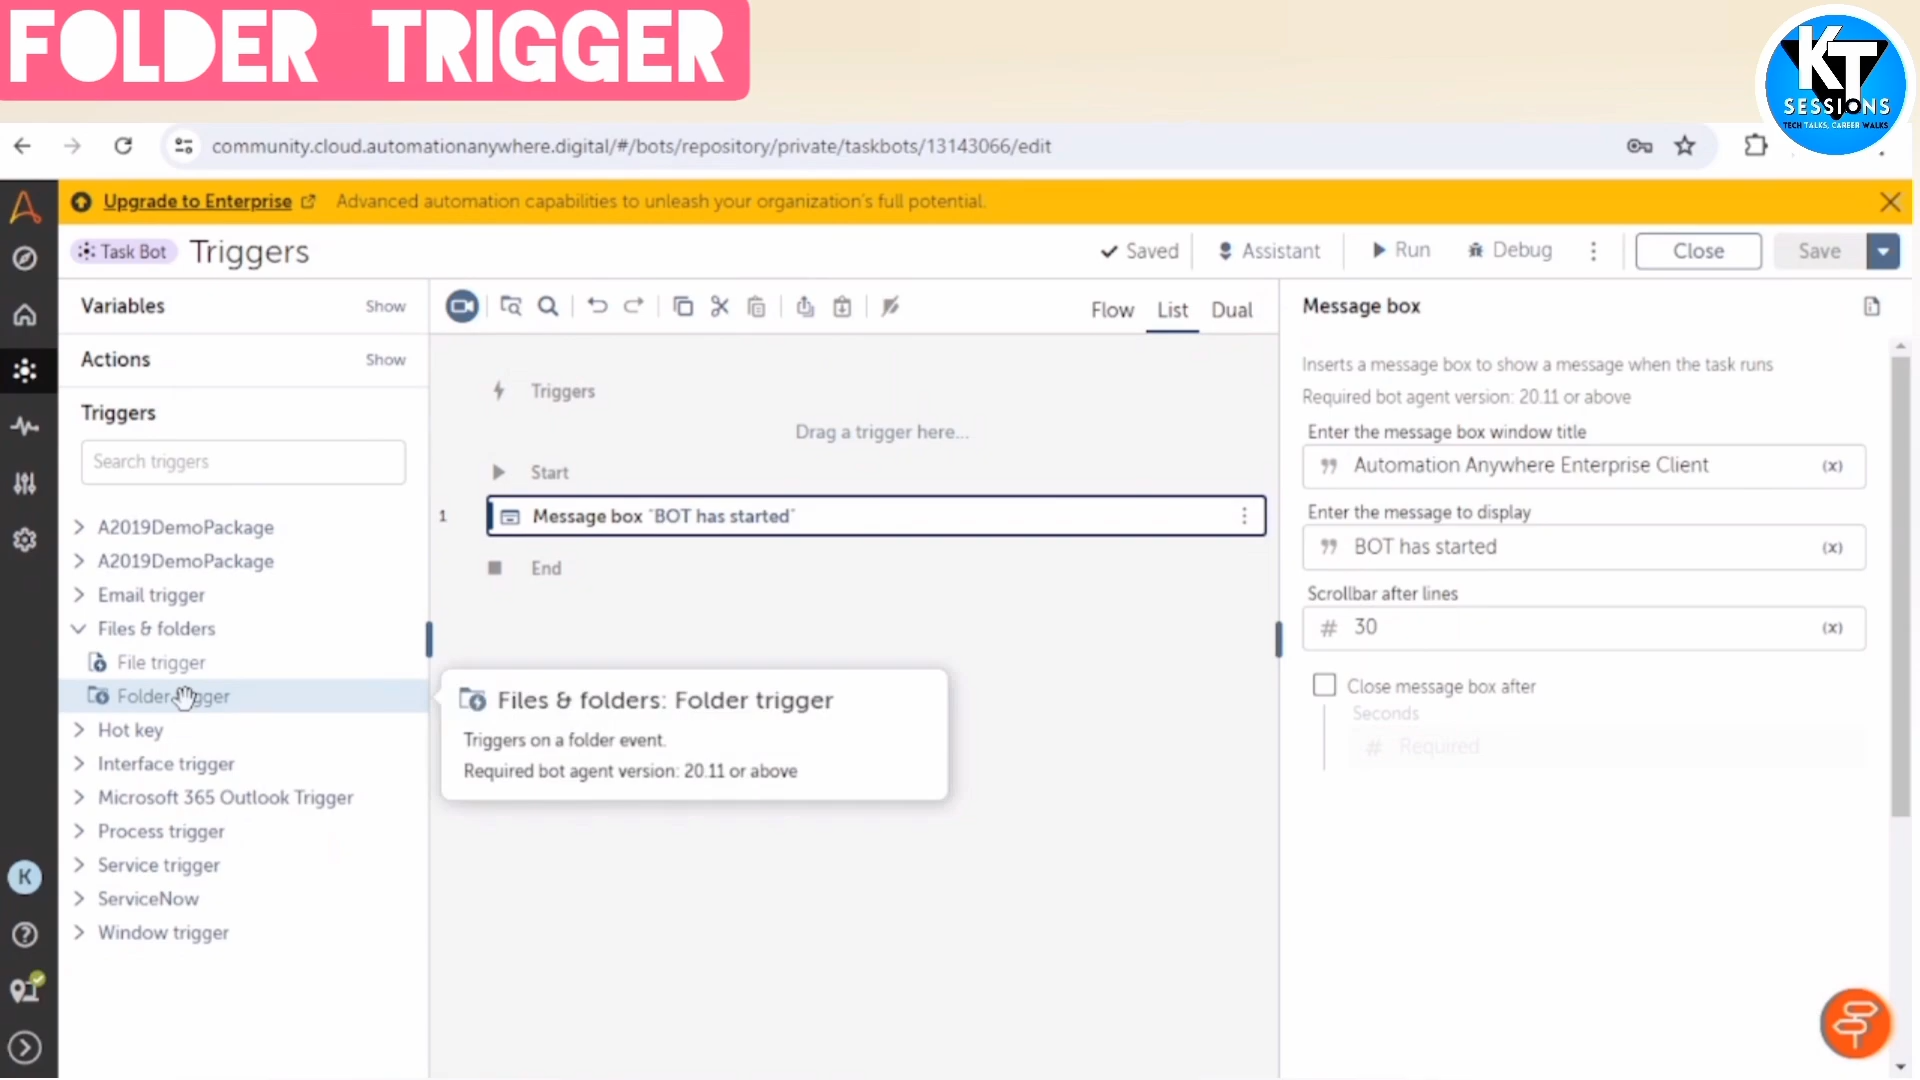 FOLDER TRIGGER
KT
SESSIONS
TECH TALKS, CAREER WALKS
community.cloud.automationanywhere.digital/#/bots/repository/private/taskbots/13143066/edit
Upgrade to Enterprise Advanced automation capabilities to unleash your organization's full potential.
Task Bot Triggers
Saved Assistant Run Debug Close Save
Variables Show
Actions Show
Triggers
Search triggers
A2019DemoPackage
A2019DemoPackage
Email trigger
Files & folders
File trigger
Folder trigger
Hot key
Interface trigger
Microsoft 365 Outlook Trigger
Process trigger
Service trigger
ServiceNow
Window trigger
K
Flow List Dual
Triggers
Drag a trigger here...
Start
1 Message box "BOT has started"
End
Files & folders: Folder trigger
Triggers on a folder event.
Required bot agent version: 20.11 or above
Message box
Inserts a message box to show a message when the task runs
Required bot agent version: 20.11 or above
Enter the message box window title
Automation Anywhere Enterprise Client (x)
Enter the message to display
BOT has started (x)
Scrollbar after lines
# 30 (x)
Close message box after
Seconds
# Required